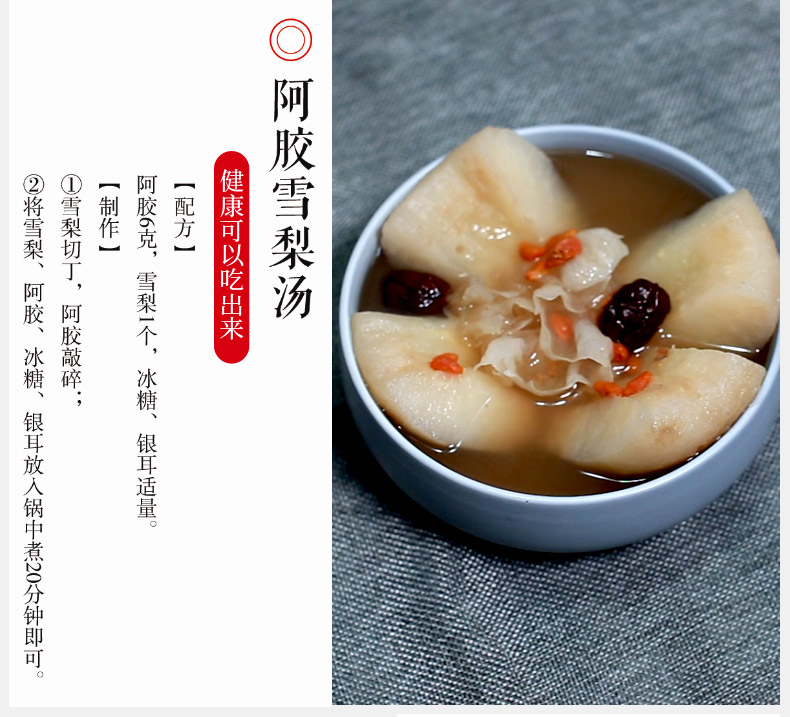 阿胶雪梨汤
健康可以吃出来
【配方】
阿胶6克，雪梨1个，冰糖、银耳适量。
【制作】
①雪梨切丁，阿胶敲碎；
②将雪梨、阿胶、冰糖、银耳放入锅中煮20分钟即可。